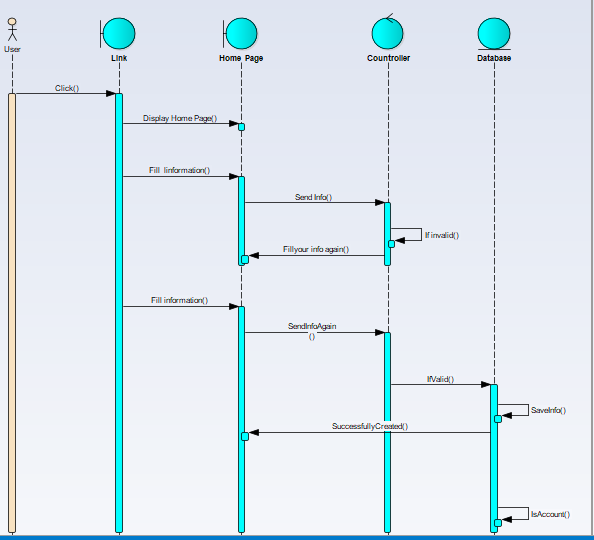 User
Link
Home Page
Countroller
Database
Click()
Display Home Page()
Fill Iinformation()
Send Info()
If invalid()
Fillyour info again()
Fill information()
SendInfoAgain
()
IfValid()
SaveInfo()
SuccessfullyCreated()
IsAccount()